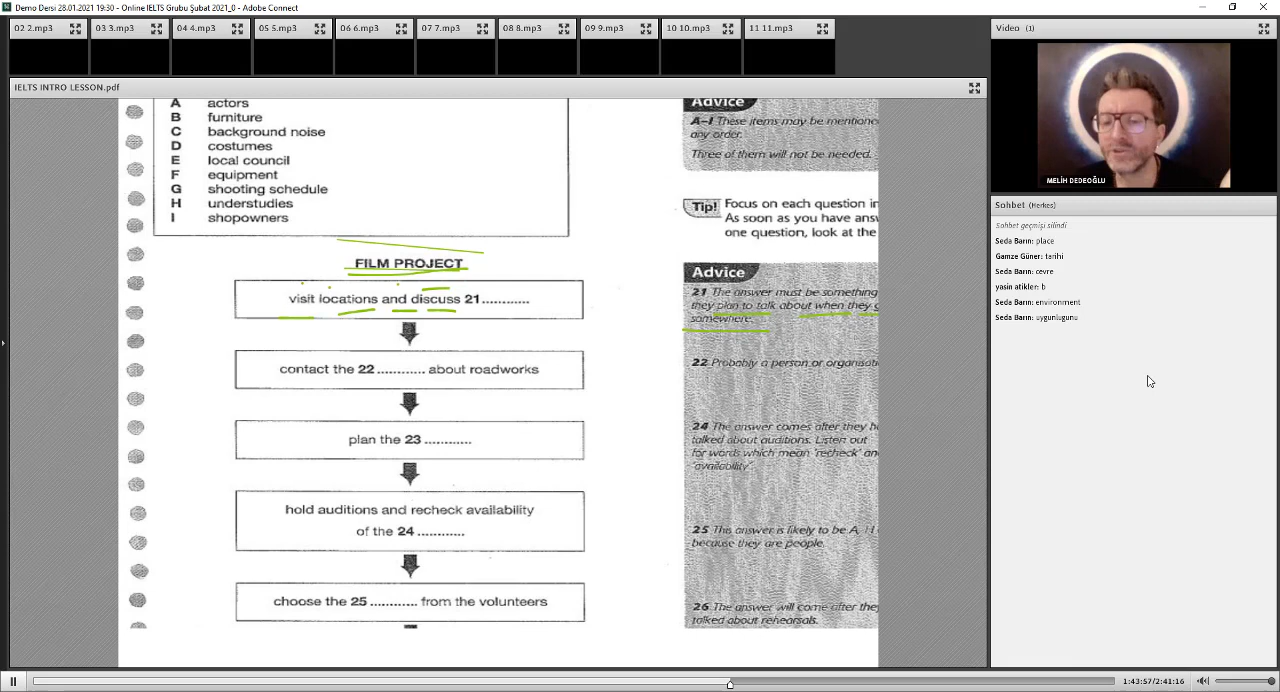 Demo Dersi 28.01.2021 19:30 - Online IELTS Grubu Şubat 2021_0 - Adobe Connect
02 2.mp3
03 3.mp3
04 4.mp3
05 5.mp3
06 6.mp3
07 7.mp3
08 8.mp3
09 9.mp3
10 10.mp3
11 11.mp3
IELTS INTRO LESSON.pdf
A actors
B furniture
C background noise
D costumes
E local council
F equipment
G shooting schedule
H understudies
I shopowners
FILM PROJECT
visit locations and discuss 21............
contact the 22............ about roadworks
plan the 23............
hold auditions and recheck availability
of the 24............
choose the 25............ from the volunteers
Advice
A–I These items may be mentione
any order.
Three of them will not be needed.
Tip! Focus on each question in
As soon as you have ans
one question, look at the
Advice
21 The answer must be something
they plan to talk about when they g
somewhere.
22 Probably a person or organisati
24 The answer comes after they h
talked about auditions. Listen out
for words which mean 'recheck' an
'availability'.
25 This answer is likely to be A, H
because they are people.
26 The answer will come after they
talked about rehearsals.
Video (1)
MELİH DEDEOĞLU
Sohbet (Herkes)
Sohbet geçmişi silindi
Seda Barın: place
Gamze Güner: tarihi
Seda Barın: cevre
yasin atikler: b
Seda Barın: environment
Seda Barın: uygunlugunu
1:43:57/2:41:16